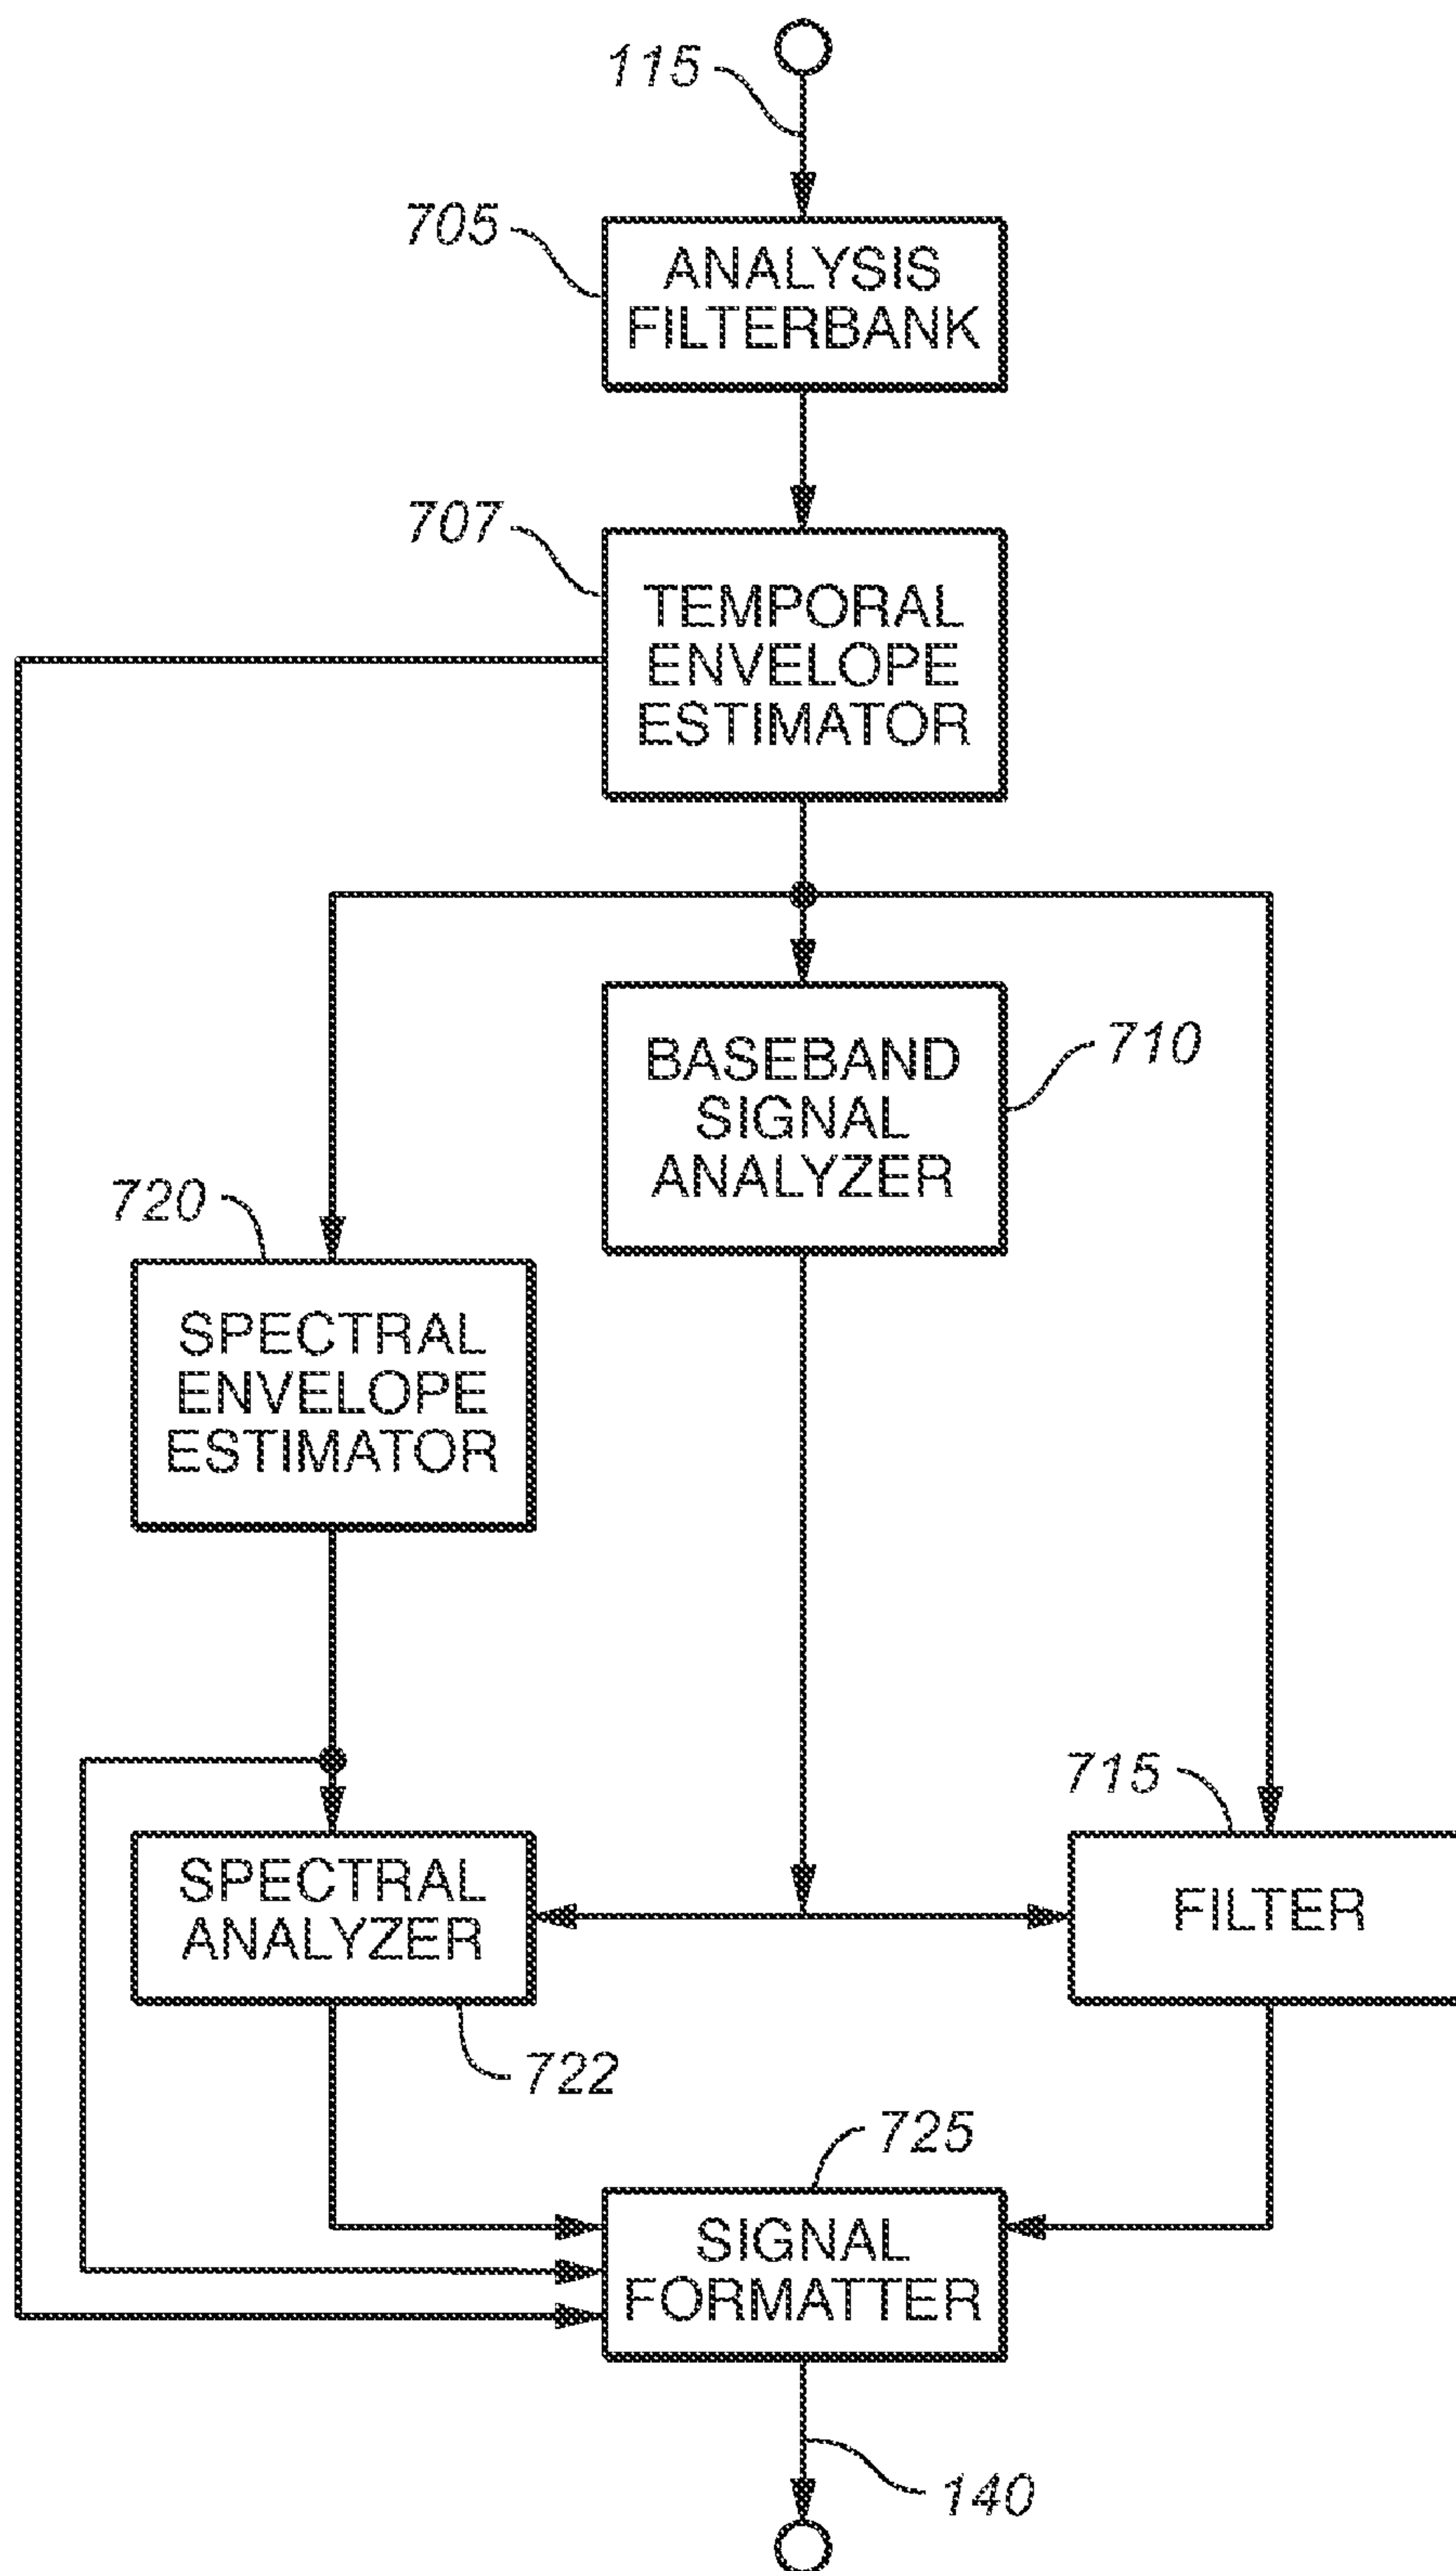 115
705
ANALYSIS
FILTERBANK
707
TEMPORAL
ENVELOPE
ESTIMATOR
BASEBAND
SIGNAL
ANALYZER
710
720
SPECTRAL
ENVELOPE
ESTIMATOR
715
SPECTRAL
ANALYZER
FILTER
722
725
SIGNAL
FORMATTER
140